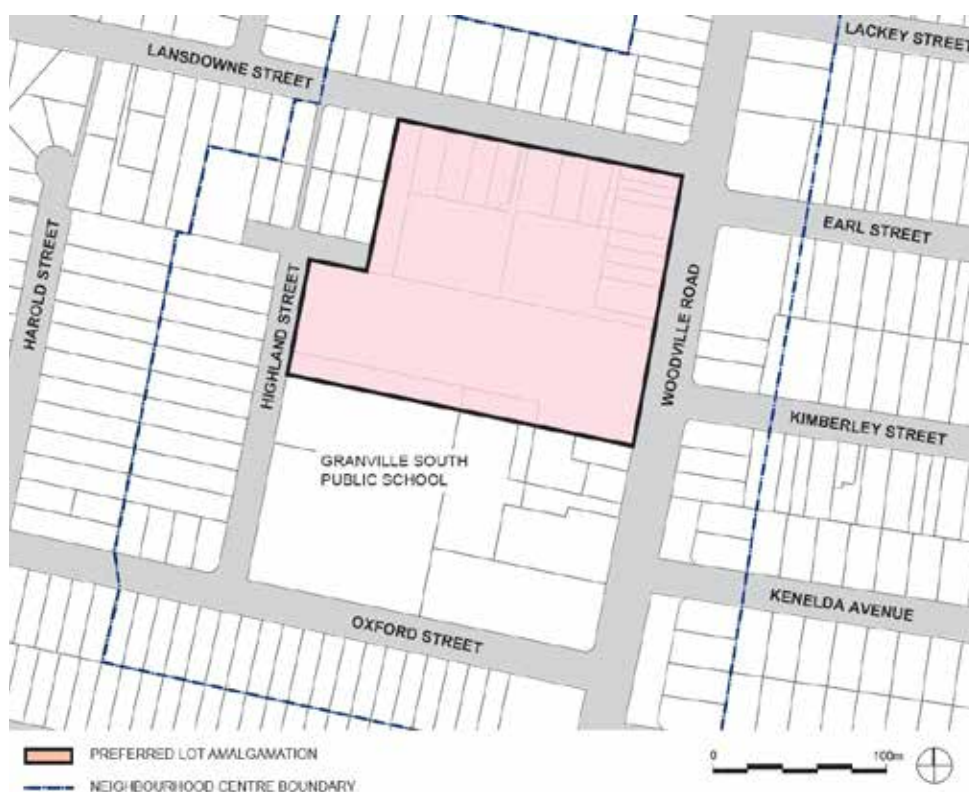 LACKEY STREET
LANSDOWNE STREET
EARL STREET
HAROLD STREET
HIGHLAND STREET
WOODVILLE ROAD
KIMBERLEY STREET
GRANVILLE SOUTH
PUBLIC SCHOOL
KENELDA AVENUE
OXFORD STREET
PREFERRED LOT AMALGAMATION
0 100m
NEIGHBOURHOOD CENTRE BOUNDARY